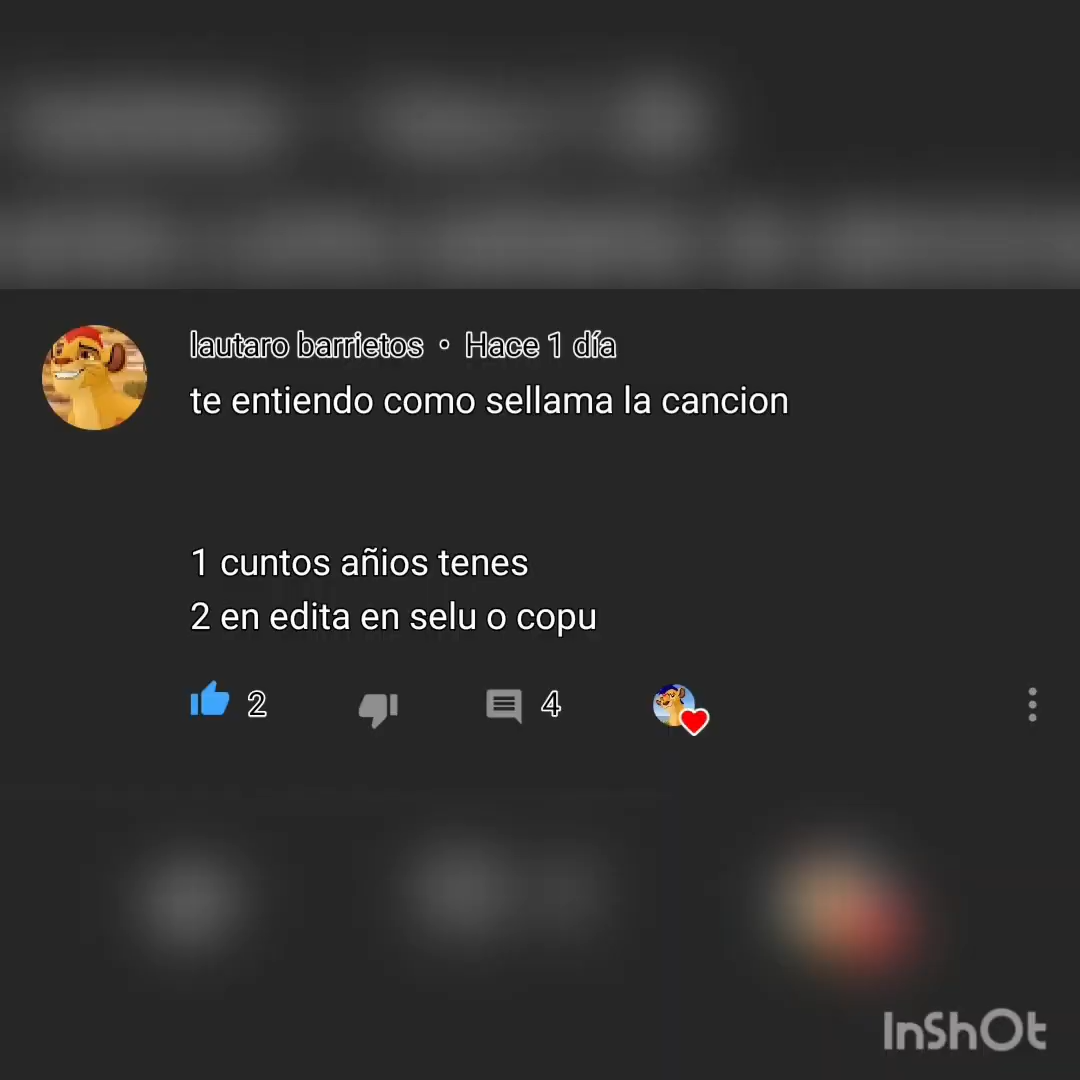 lautaro barrietos • Hace 1 día
te entiendo como sellama la cancion
1 cuntos añios tenes
2 en edita en selu o copu
2 4
InShOt